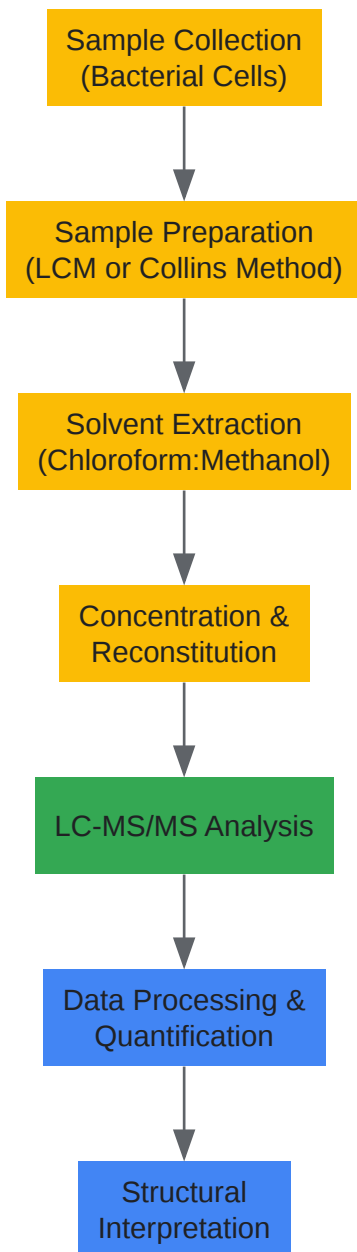 Sample Collection
(Bacterial Cells)
Sample Preparation
(LCM or Collins Method)
Solvent Extraction
(Chloroform:Methanol)
Concentration &
Reconstitution
LC-MS/MS Analysis
Data Processing &
Quantification
Structural
Interpretation